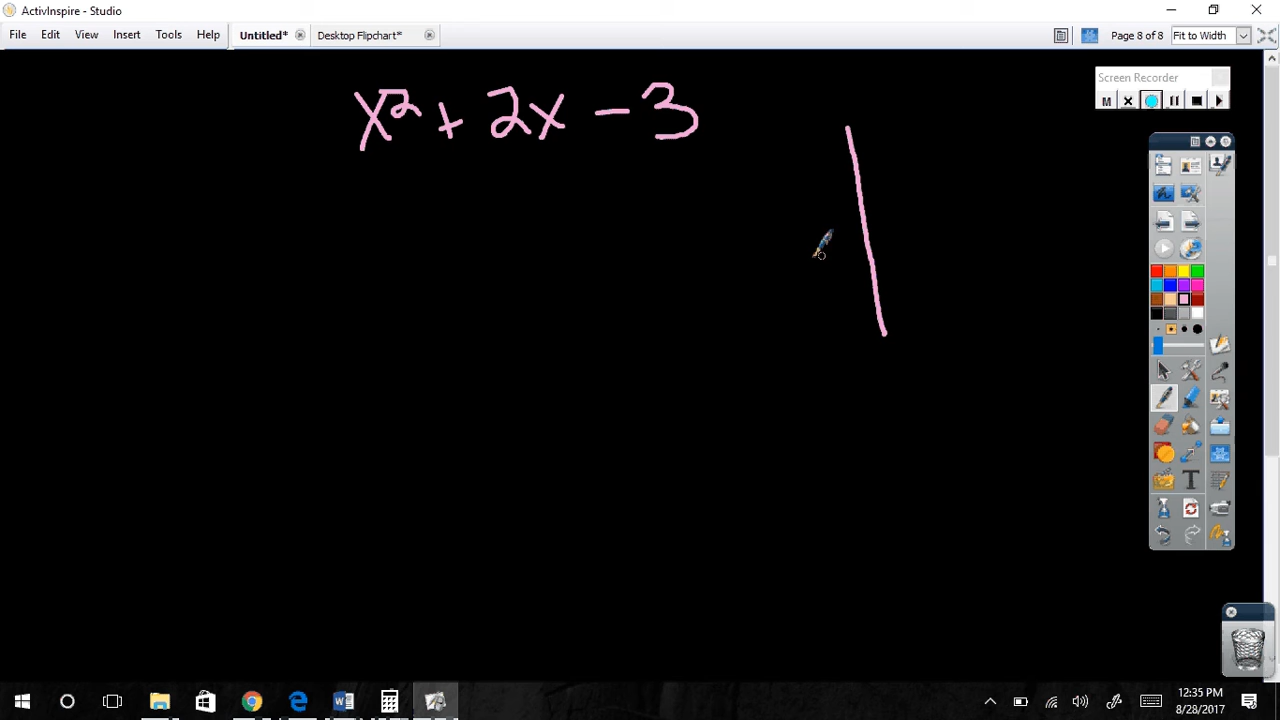 ActivInspire - Studio
File Edit View Insert Tools Help Untitled* Desktop Flipchart* Page 8 of 8 Fit to Width
Screen Recorder
M
x² + 2x - 3
T
12:35 PM
8/28/2017